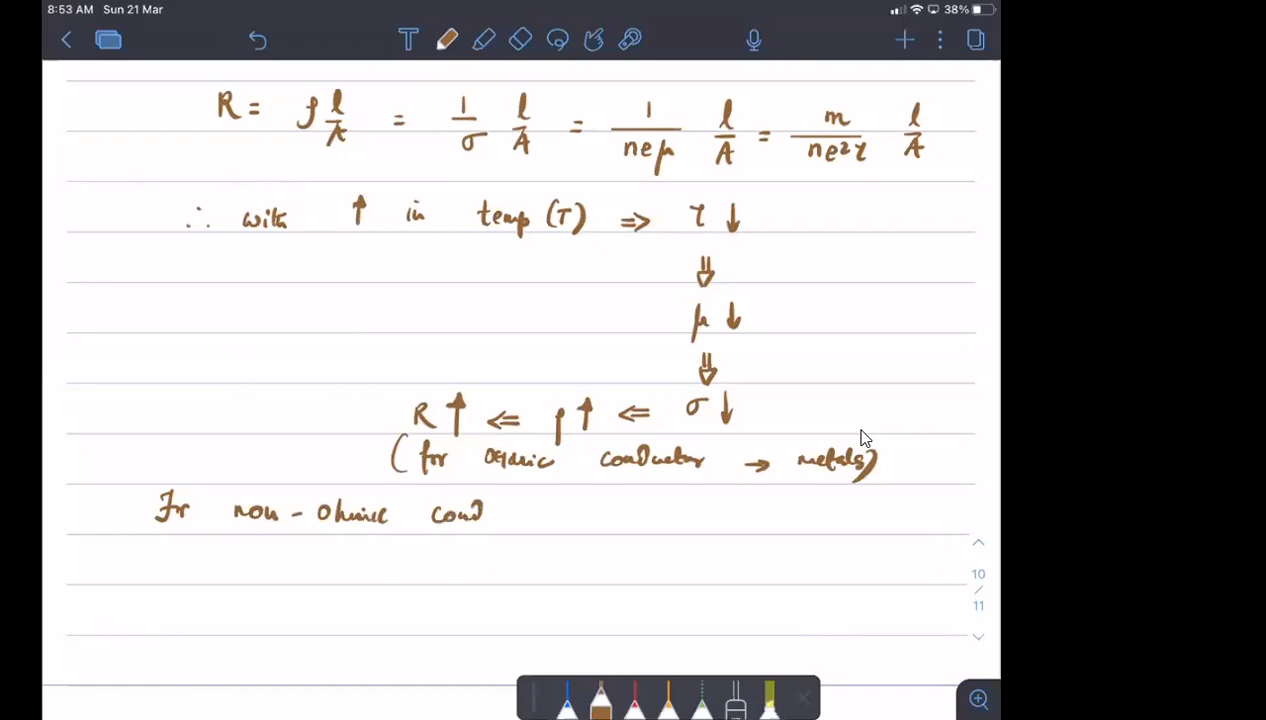 8:53 AM Sun 21 Mar 38%
T
R = ρ l/A = 1/σ l/A = 1/neμ l/A = m/ne²τ l/A
∴ with ↑ in temp (T) ⇒ τ ↓
⇓
μ ↓
⇓
R ↑ ⇐ ρ ↑ ⇐ σ ↓
(for conductor → metals)
For non - ohmic cond
10
/
11